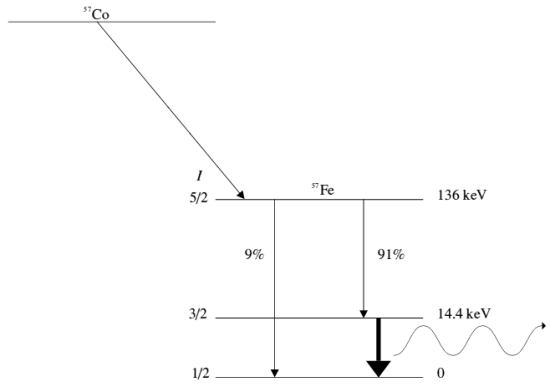 ⁵⁷Co
I
5/2 ⁵⁷Fe 136 keV
9% 91%
3/2 14.4 keV
1/2 0